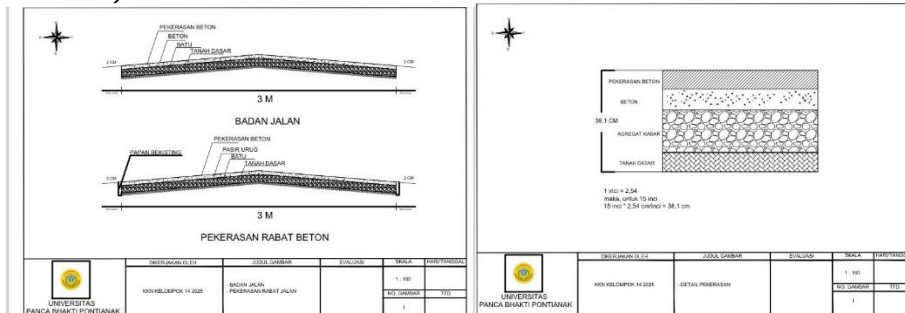 PEKERASAN BETON
BETON
BATU
TANAH DASAR
2 CM
2 CM
3 M
BADAN JALAN
PEKERASAN BETON
PAPAN BEKISTING
PASIR URUG
BATU
TANAH DASAR
2 CM
2 CM
3 M
PEKERASAN RABAT BETON
UNIVERSITAS
PANCA BHAKTI PONTIANAK
DIKERJAKAN OLEH
JUDUL GAMBAR
EVALUASI
SKALA
HARI/TANGGAL
KKN KELOMPOK 14 2025
- BADAN JALAN
- PEKERASAN RABAT JALAN
1 : 100
NO. GAMBAR
TTD
1
PEKERASAN BETON
BETON
38,1 CM
AGREGAT KABAR
TANAH DASAR
1 inci = 2,54
maka, untuk 15 inci
15 inci * 2,54 cm/inci = 38,1 cm
UNIVERSITAS
PANCA BHAKTI PONTIANAK
DIKERJAKAN OLEH
JUDUL GAMBAR
EVALUASI
SKALA
HARI/TANGGAL
KKN KELOMPOK 14 2025
- DETAIL PEKERASAN
1 : 100
NO. GAMBAR
TTD
1